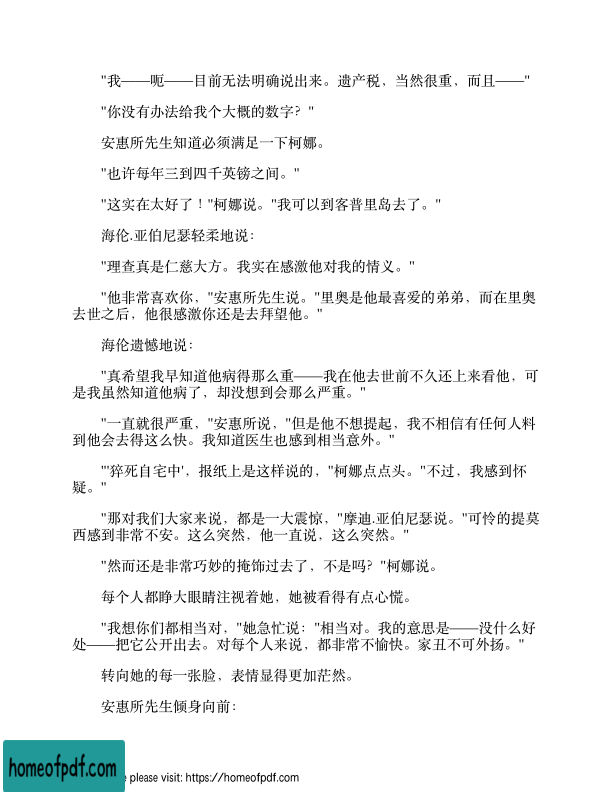 "我——呃——目前无法明确说出来。遗产税，当然很重，而且——"
"你没有办法给我个大概的数字？"
安惠所先生知道必须满足一下柯娜。
"也许每年三到四千英镑之间。"
"这实在太好了！"柯娜说。"我可以到客普里岛去了。"
海伦.亚伯尼瑟轻柔地说：
"理查真是仁慈大方。我实在感激他对我的情义。"
"他非常喜欢你，"安惠所先生说。"里奥是他最喜爱的弟弟，而在里奥
去世之后，他很感激你还是去拜望他。"
海伦遗憾地说：
"真希望我早知道他病得那么重——我在他去世前不久还上来看他，可
是我虽然知道他病了，却没想到会那么严重。"
"一直就很严重，"安惠所说，"但是他不想提起，我不相信有任何人料
到他会去得这么快。我知道医生也感到相当意外。"
"'猝死自宅中'，报纸上是这样说的，"柯娜点点头。"不过，我感到怀
疑。"
"那对我们大家来说，都是一大震惊，"摩迪.亚伯尼瑟说。"可怜的提莫
西感到非常不安。这么突然，他一直说，这么突然。"
"然而还是非常巧妙的掩饰过去了，不是吗？"柯娜说。
每个人都睁大眼睛注视着她，她被看得有点心慌。
"我想你们都相当对，"她急忙说："相当对。我的意思是——没什么好
处——把它公开出去。对每个人来说，都非常不愉快。家丑不可外扬。"
转向她的每一张脸，表情显得更加茫然。
安惠所先生倾身向前：
homeofpdf.com
e please visit: https://homeofpdf.com